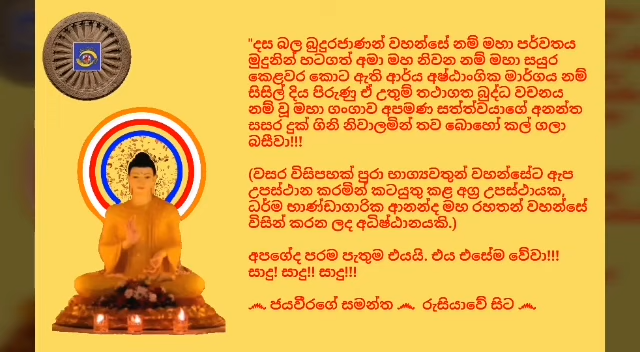 "දස බල බුදුරජාණන් වහන්සේ නම් මහා පර්වතය
මුදුනින් හටගත් අමා මහ නිවන නම් මහා සයුර
කෙළවර කොට ඇති ආර්ය අෂ්ඨාංගික මාර්ගය නම්
සිසිල් දිය පිරුණු ඒ උතුම් තථාගත බුද්ධ වචනය
නම් වූ මහා ගංගාව අපමණ සත්ත්වයාගේ අනන්ත
සසර දුක් ගිනි නිවාලමින් තව බොහෝ කල් ගලා
බසීවා!!!
(වසර විසිපහක් පුරා භාග්‍යවතුන් වහන්සේට ඇප
උපස්ථාන කරමින් කටයුතු කළ අග්‍ර උපස්ථායක,
ධර්ම භාණ්ඩාගාරික ආනන්ද මහ රහතන් වහන්සේ
විසින් කරන ලද අධිෂ්ඨානයකි.)
අපගේද පරම පැතුම එයයි. එය එසේම වේවා!!!
සාදු! සාදු!! සාදු!!!
ජයවීරගේ සමන්ත රුසියාවේ සිට